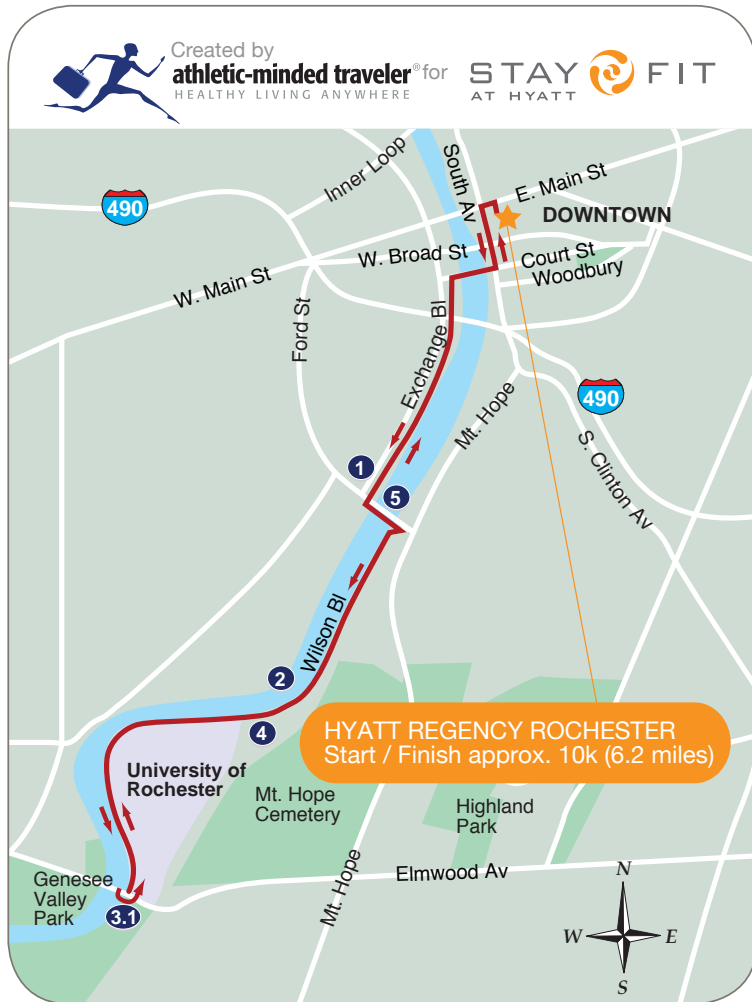 Created by
athletic-minded traveler® for
HEALTHY LIVING ANYWHERE
STAY FIT
AT HYATT
Inner Loop
South Av
E. Main St
490
DOWNTOWN
W. Broad St
Court St
Woodbury
W. Main St
Ford St
Exchange Bl
Mt. Hope
490
S. Clinton Av
1
5
Wilson Bl
2
4
HYATT REGENCY ROCHESTER
Start / Finish approx. 10k (6.2 miles)
University of
Rochester
Mt. Hope
Cemetery
Highland
Park
Elmwood Av
Mt. Hope
Genesee
Valley
Park
3.1
N
W
E
S